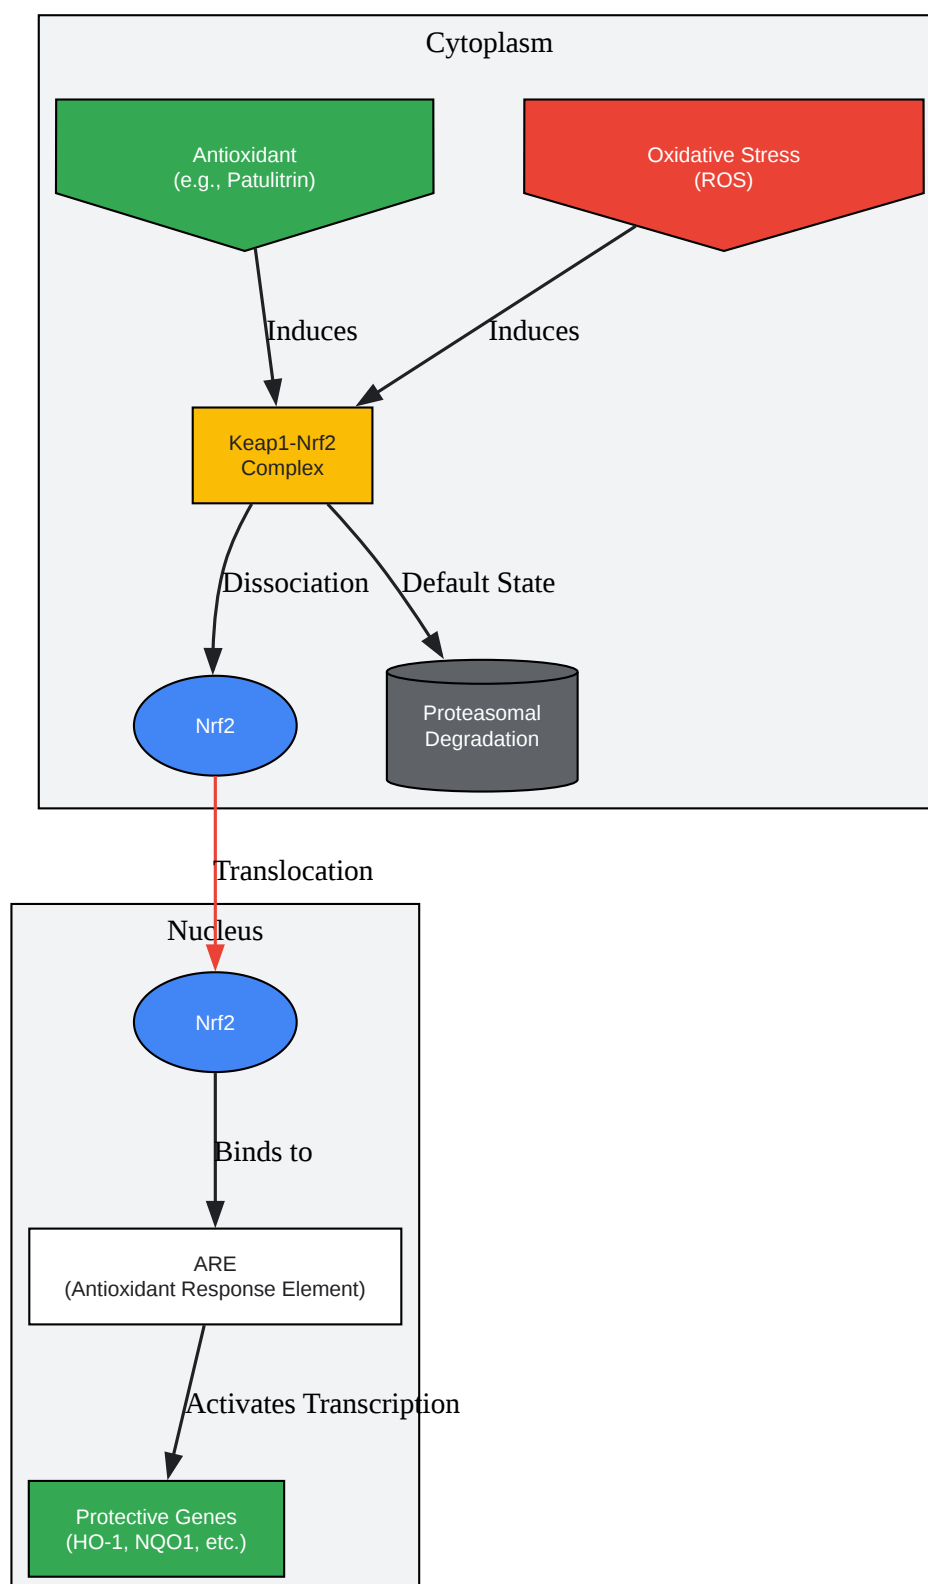 Cytoplasm
Antioxidant
(e.g., Patulitrin)
Oxidative Stress
(ROS)
Induces
Induces
Keap1-Nrf2
Complex
Dissociation
Default State
Nrf2
Proteasomal
Degradation
Translocation
Nucleus
Nrf2
Binds to
ARE
(Antioxidant Response Element)
Activates Transcription
Protective Genes
(HO-1, NQO1, etc.)